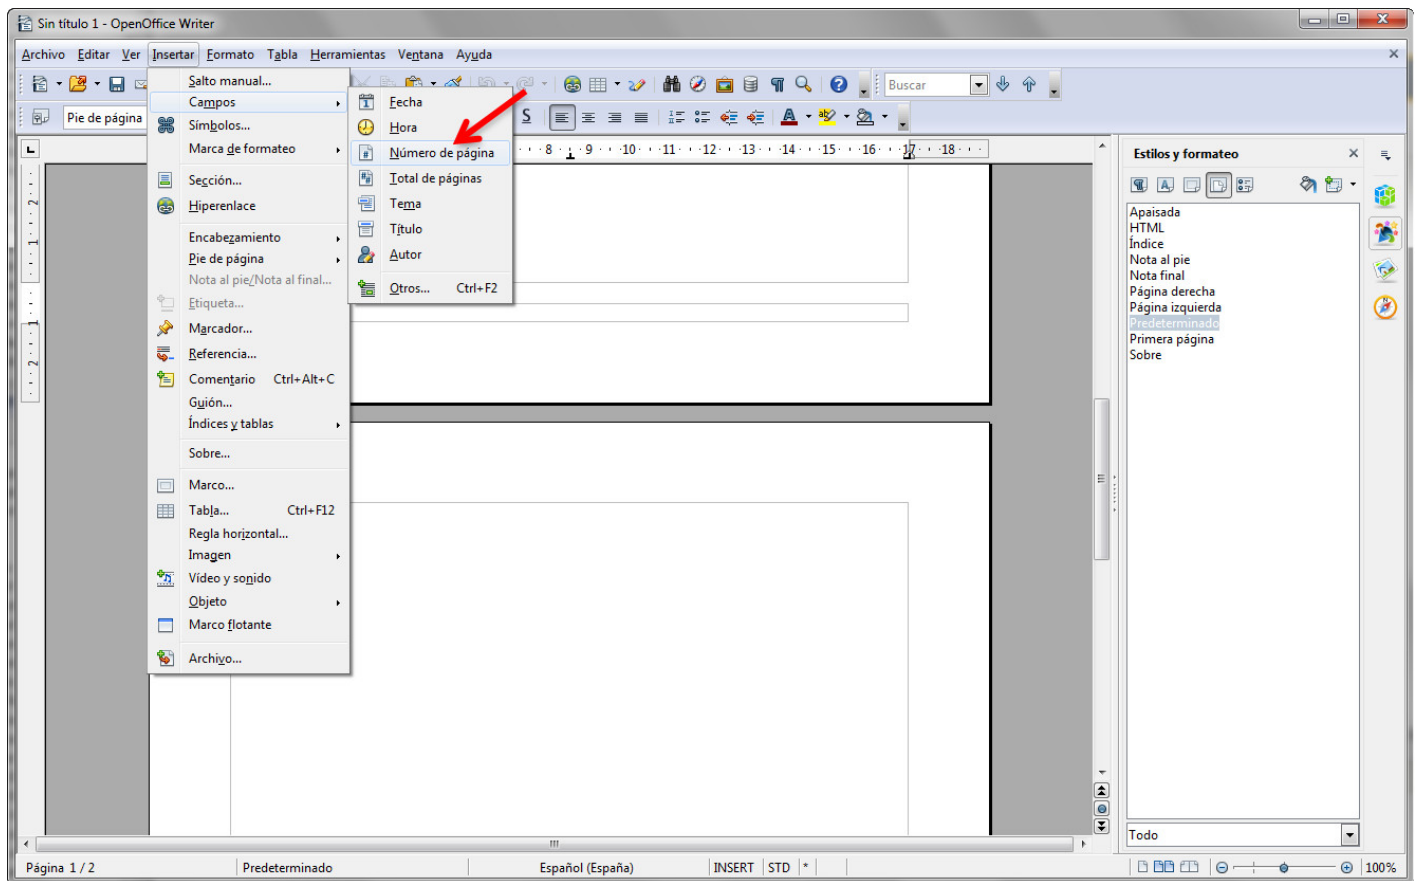 Sin título 1 - OpenOffice Writer
Archivo Editar Ver Insertar Formato Tabla Herramientas Ventana Ayuda
Buscar
Pie de página
Salto manual...
Campos
Símbolos...
Marca de formateo
Sección...
Hiperenlace
Encabezamiento
Pie de página
Nota al pie/Nota al final...
Etiqueta...
Marcador...
Referencia...
Comentario Ctrl+Alt+C
Guión...
Índices y tablas
Sobre...
Marco...
Tabla... Ctrl+F12
Regla horizontal...
Imagen
Vídeo y sonido
Objeto
Marco flotante
Archivo...
Fecha
Hora
Número de página
Total de páginas
Tema
Título
Autor
Otros... Ctrl+F2
8 9 10 11 12 13 14 15 16 17 18
2
1
1
2
Estilos y formateo
Apaisada
HTML
Índice
Nota al pie
Nota final
Página derecha
Página izquierda
Predeterminado
Primera página
Sobre
Todo
Página 1 / 2 Predeterminado Español (España) INSERT STD * 100%